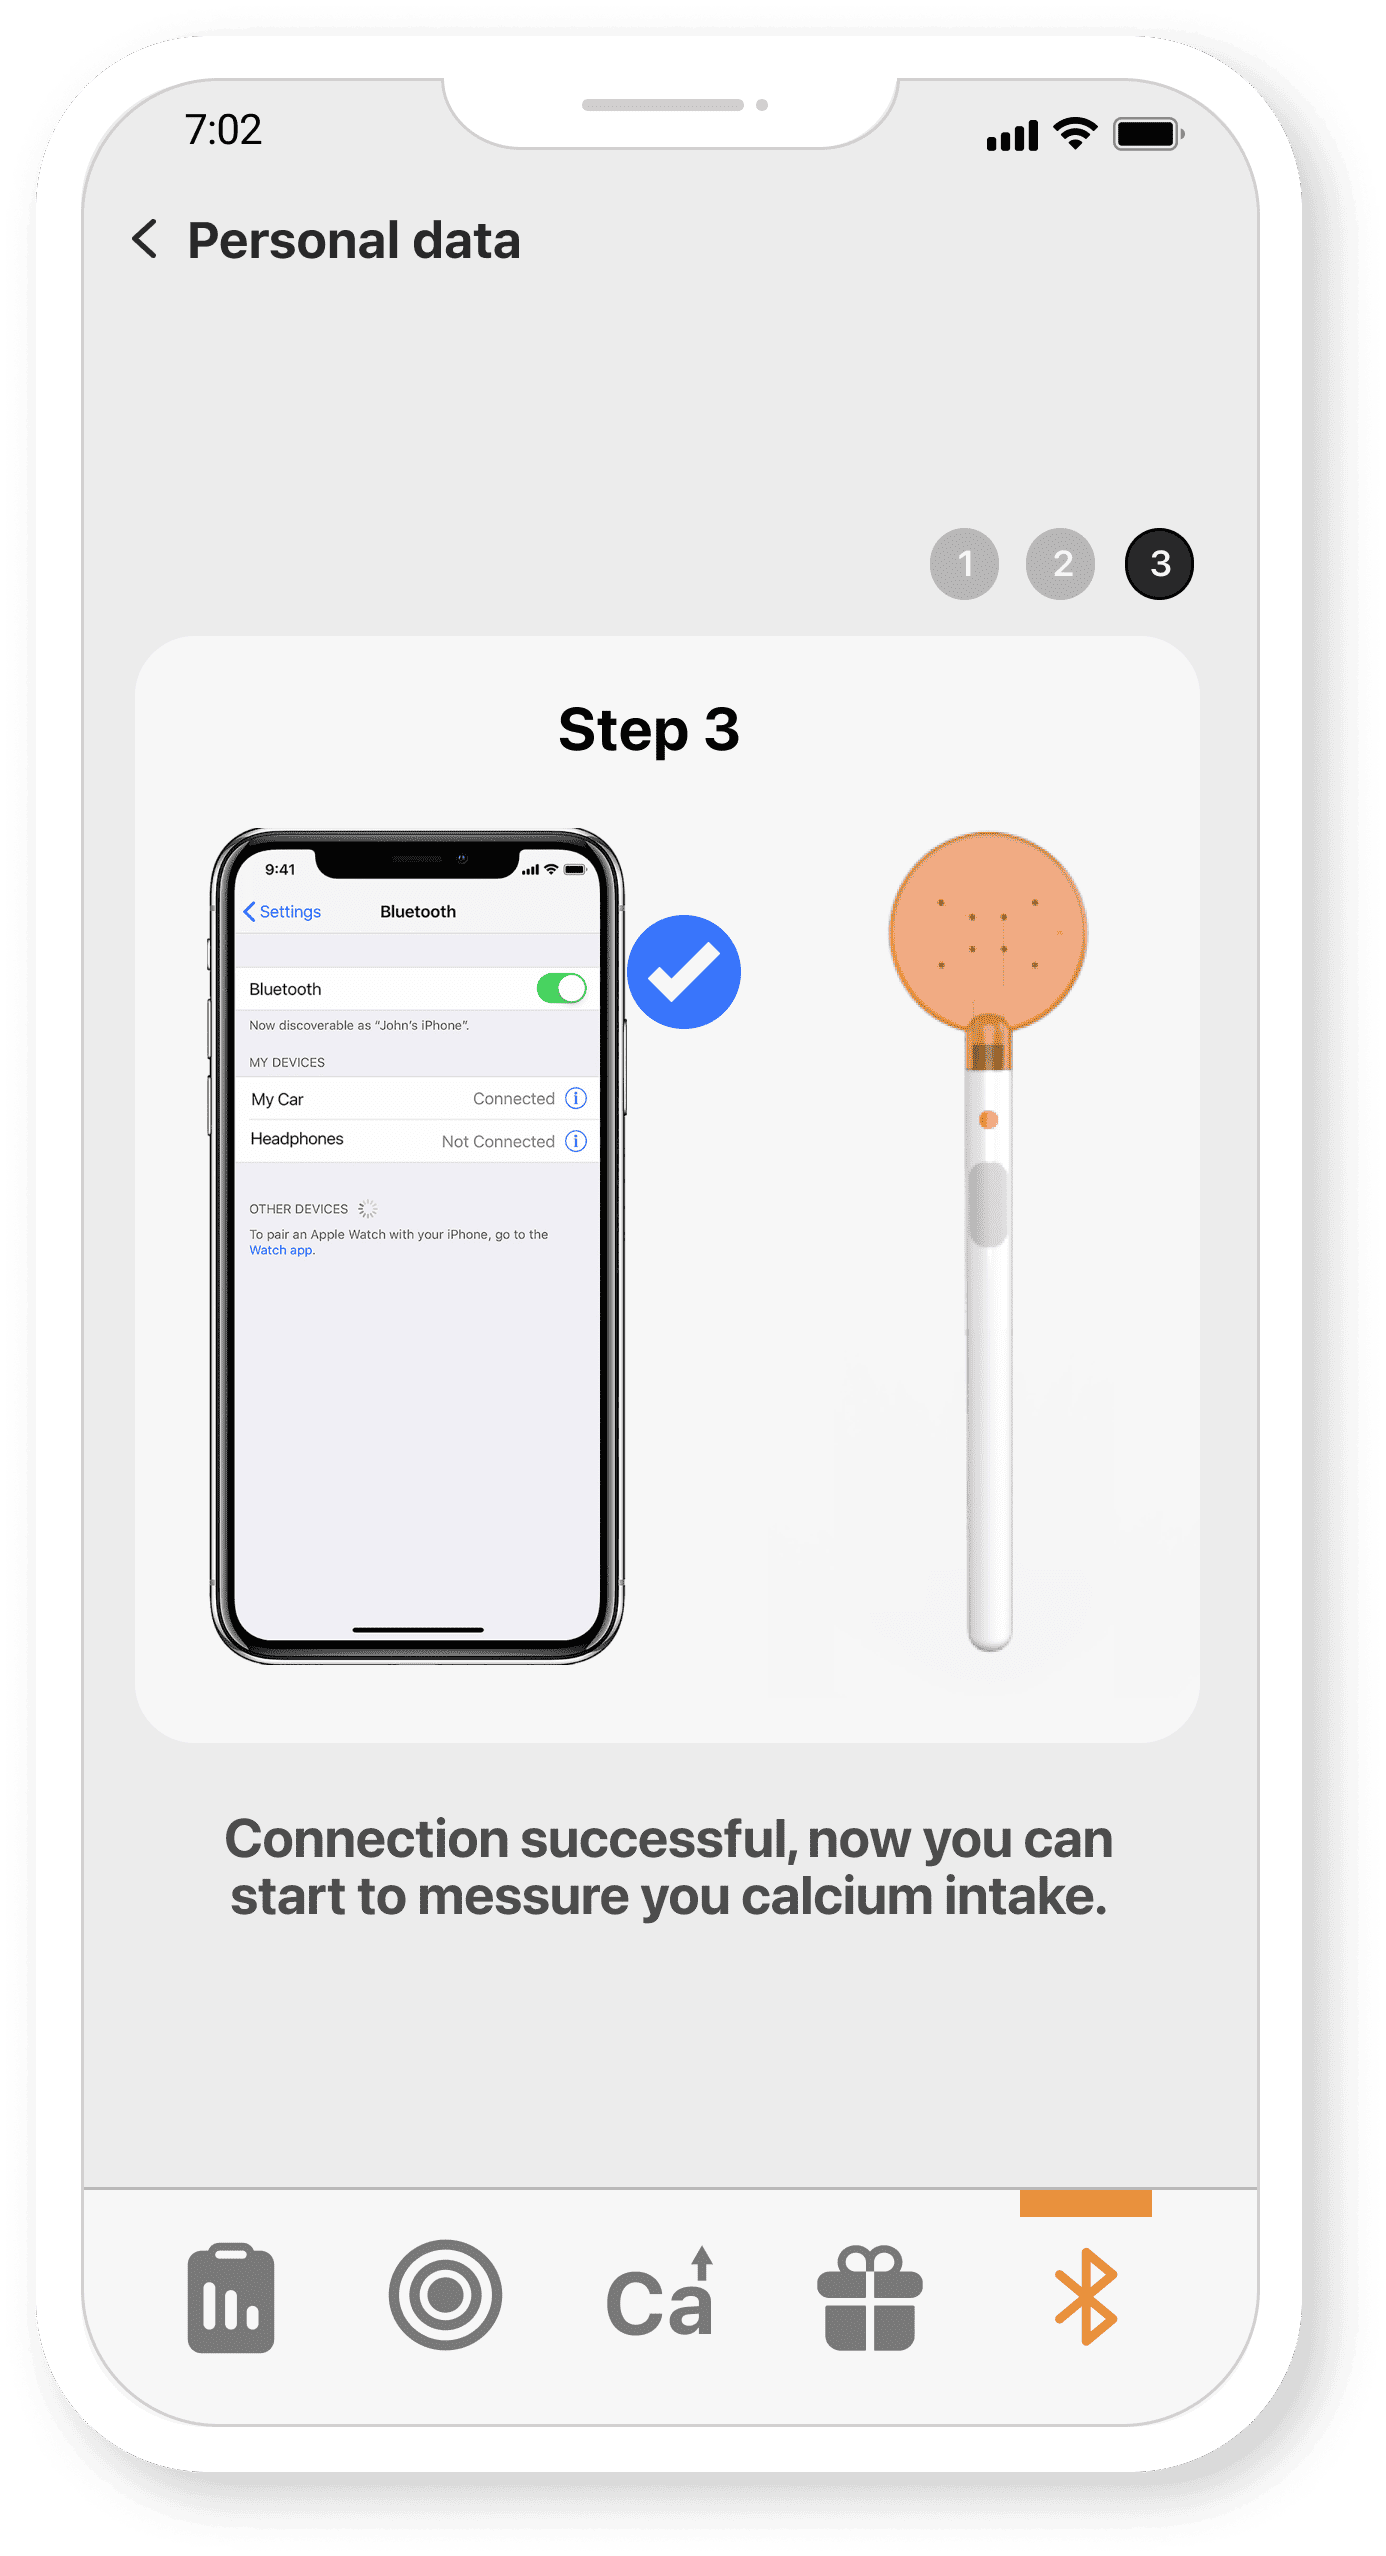 7:02
Personal data
1 2 3
Step 3
9:41
Settings Bluetooth
Bluetooth
Now discoverable as “John’s iPhone”.
MY DEVICES
My Car Connected
Headphones Not Connected
OTHER DEVICES
To pair an Apple Watch with your iPhone, go to the
Watch app.
Connection successful, now you can
start to messure you calcium intake.
Ca